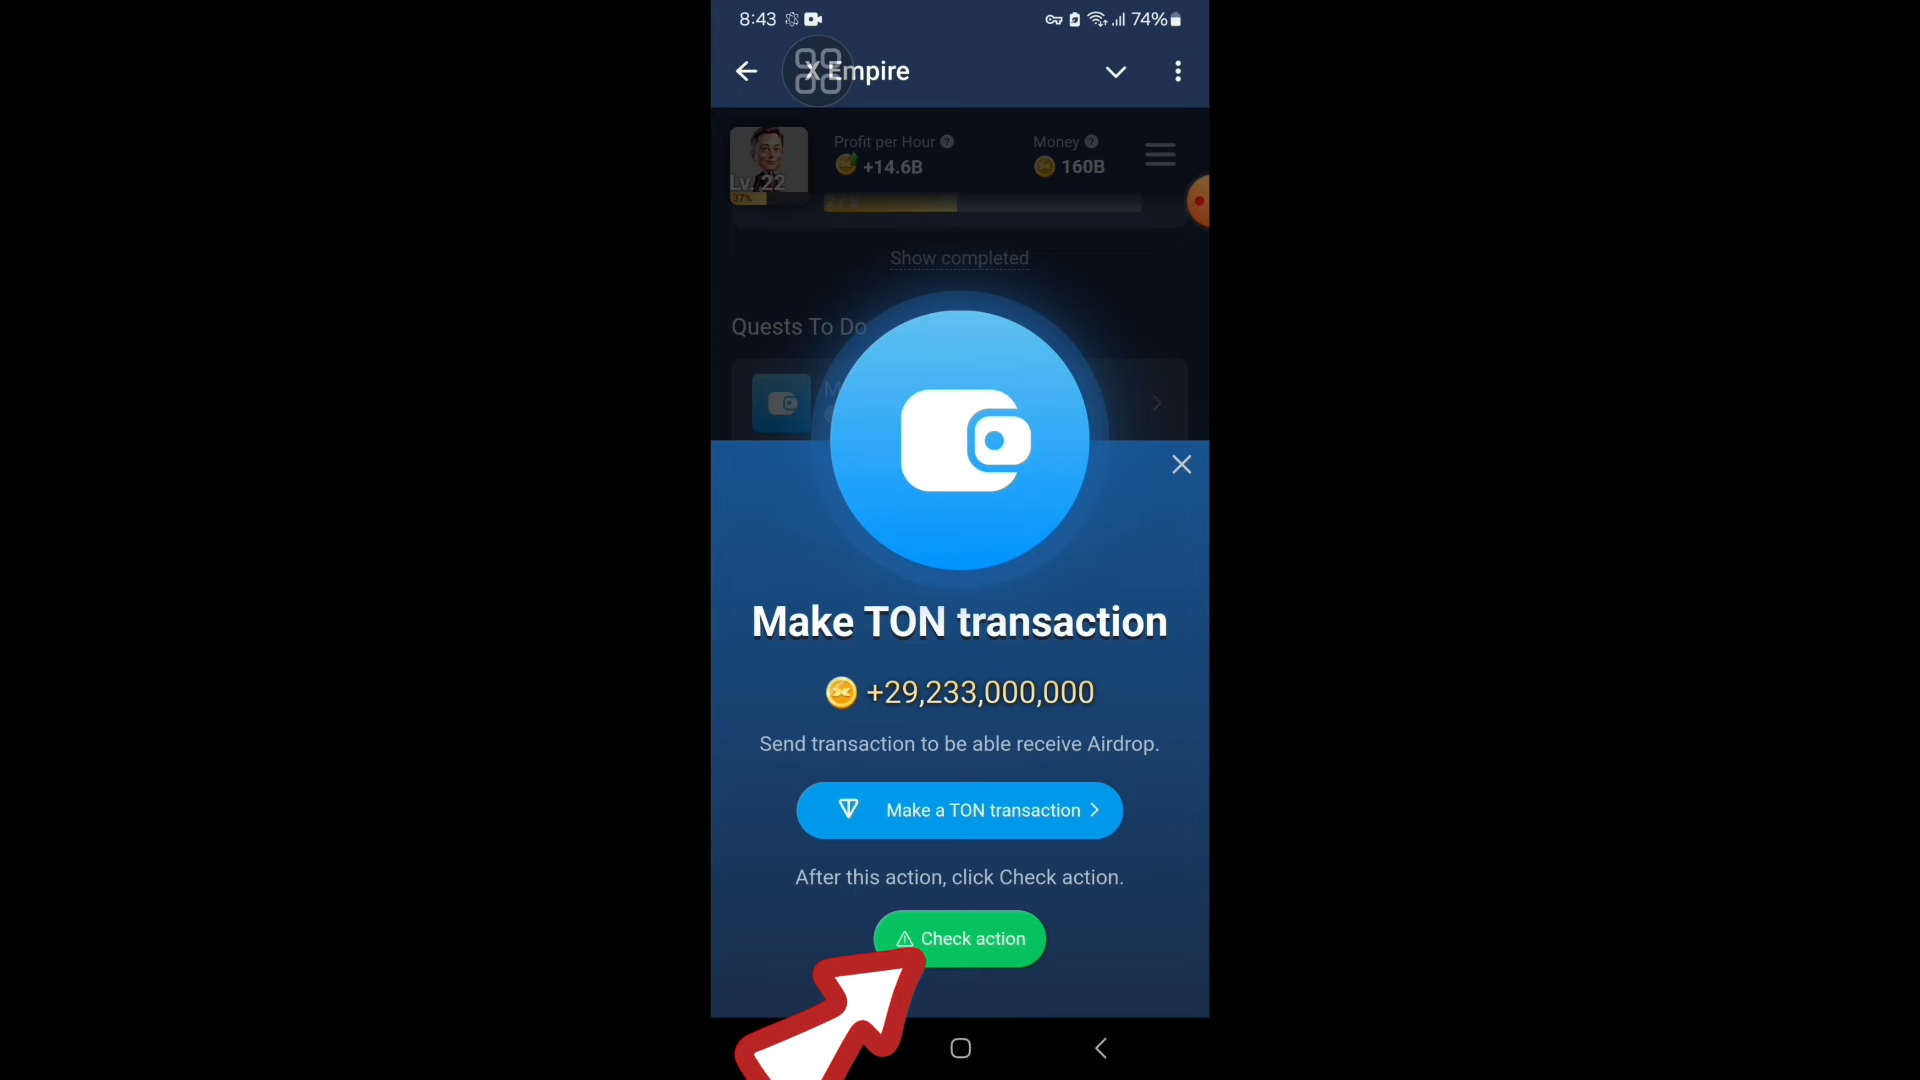 8:43 74%
X Empire
Profit per Hour ? Money ?
+14.6B 160B
Lv. 22
37%
Show completed
Quests To Do
Make TON transaction
+29,233,000,000
Send transaction to be able receive Airdrop.
Make a TON transaction
After this action, click Check action.
Check action